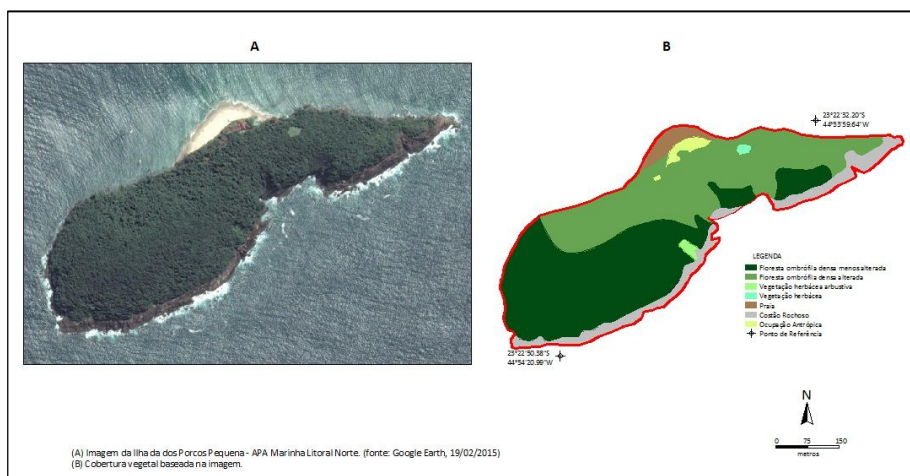 A
B
23°22'32.20"S
44°53'59.64"W
LEGENDA
Floresta ombrófila densa menos alterada
Floresta ombrófila densa alterada
Vegetação herbácea arbustiva
Vegetação herbácea
Praia
Costão Rochoso
Ocupação Antrópica
Ponto de Referência
23°22'50.38"S
44°54'20.99"W
N
0 75 150
metros
(A) Imagem da Ilha dos Porcos Pequena - APA Marinha Litoral Norte. (fonte: Google Earth, 19/02/2015)
(B) Cobertura vegetal baseada na imagem.